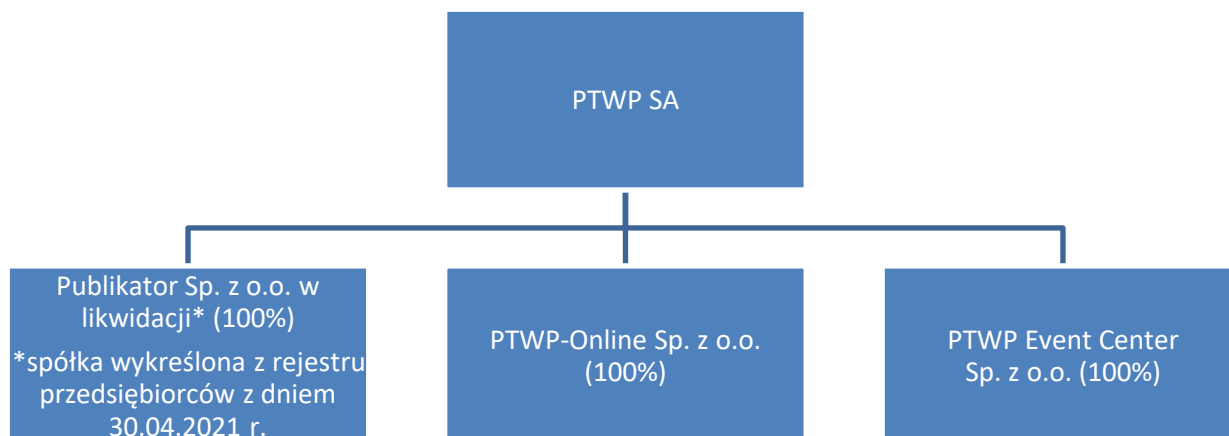 PTWP SA
Publikator Sp. z o.o. w
likwidacji* (100%)
*spółka wykreślona z rejestru
przedsiębiorców z dniem
30.04.2021 r.
PTWP-Online Sp. z o.o.
(100%)
PTWP Event Center
Sp. z o.o. (100%)